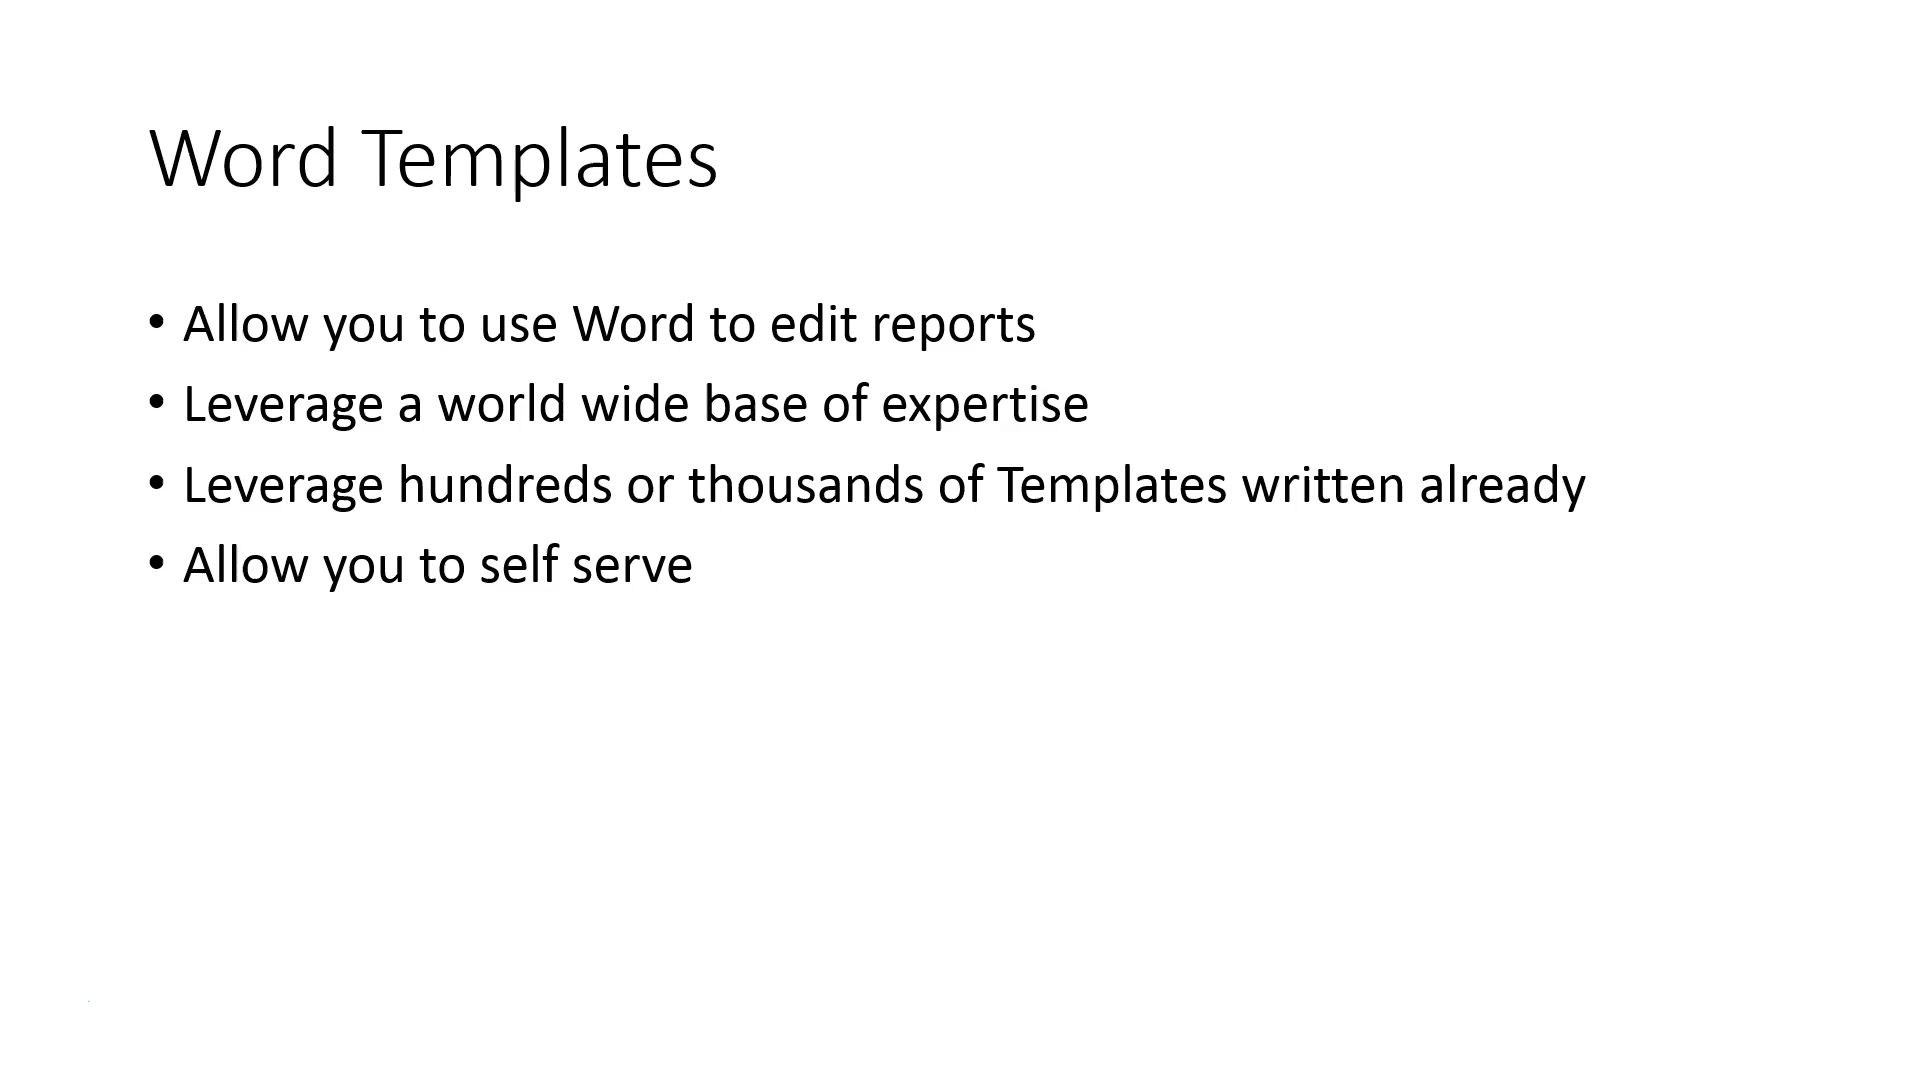 Word Templates
• Allow you to use Word to edit reports
• Leverage a world wide base of expertise
• Leverage hundreds or thousands of Templates written already
• Allow you to self serve